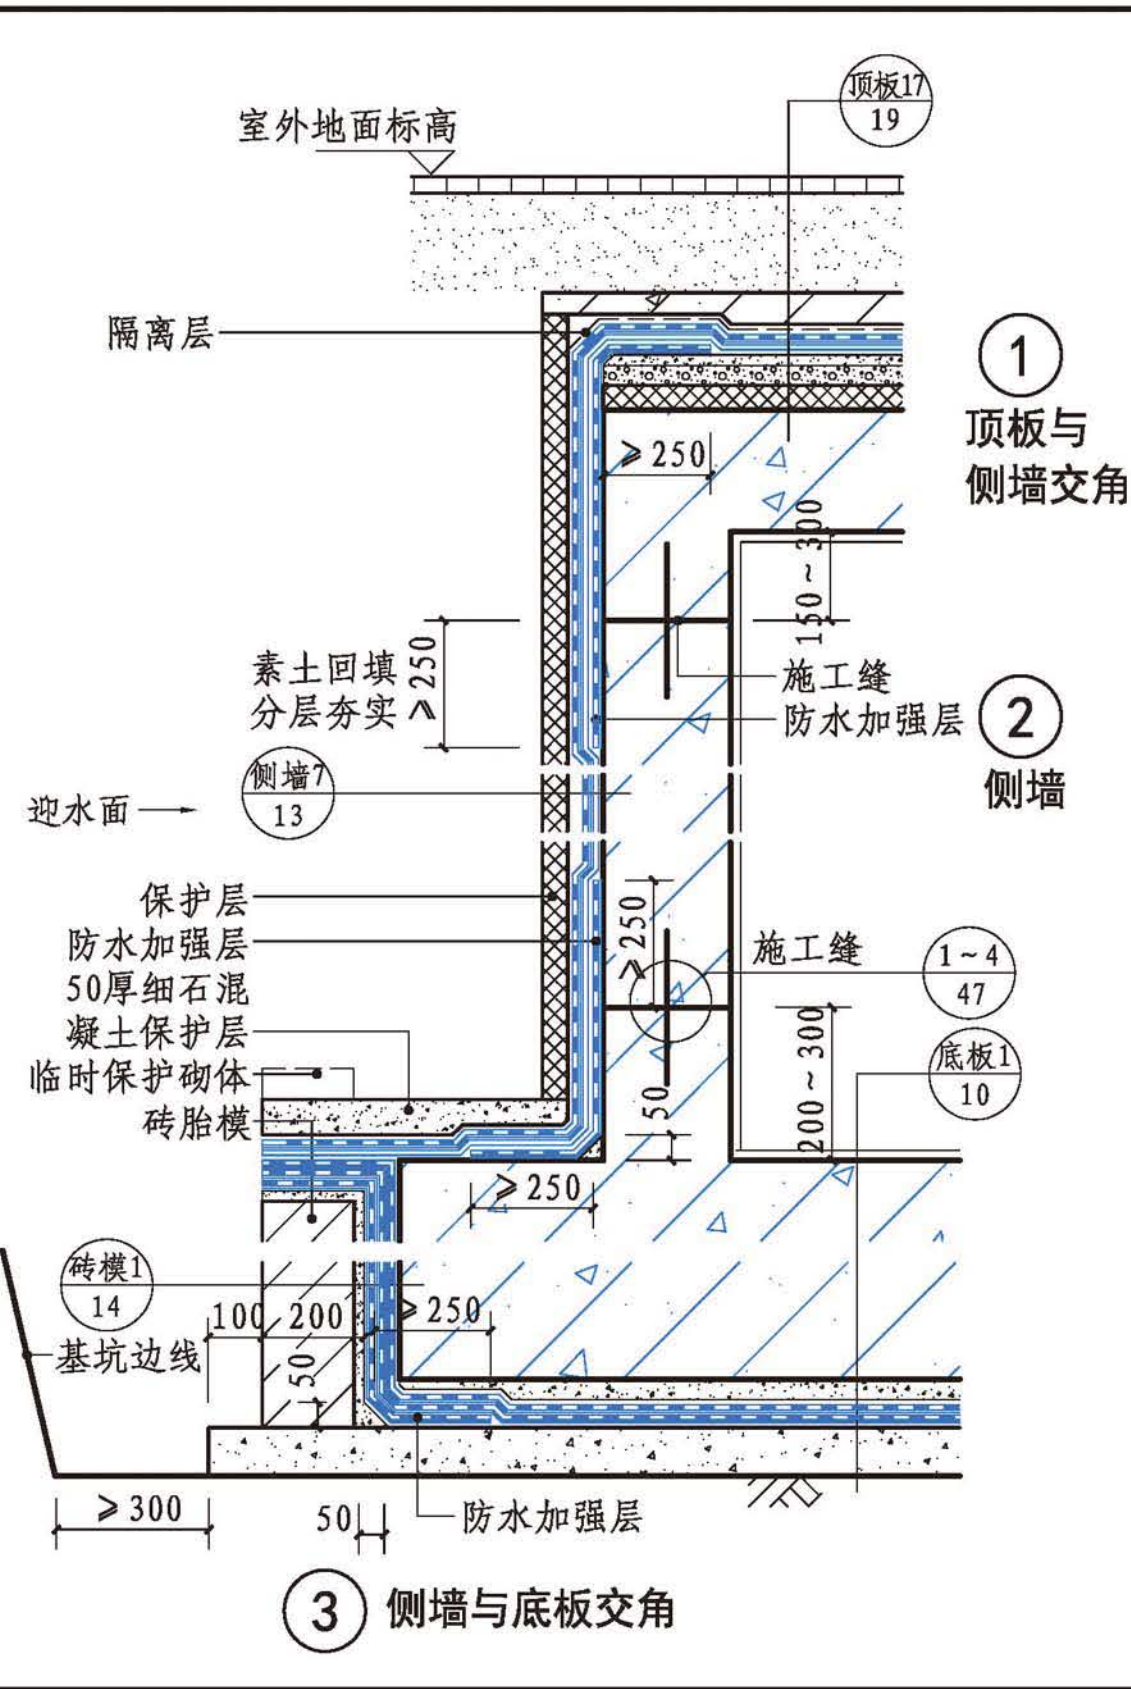 顶板17
19
室外地面标高
隔离层
1
顶板与
侧墙交角
≥250
150~300
素土回填
分层夯实
≥250
施工缝
防水加强层
2
侧墙
侧墙7
13
迎水面
保护层
防水加强层
50厚细石混
凝土保护层
临时保护砌体
砖胎模
≥250
施工缝
1~4
47
200~300
底板1
10
50
≥250
砖模1
14
100
200
≥250
基坑边线
50
≥300
50
防水加强层
3
侧墙与底板交角